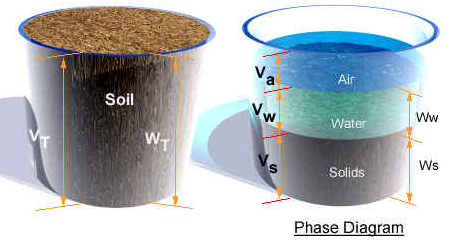 Soil
VT
WT
Va
Air
Vw
Water
Ww
Vs
Solids
Ws
Phase Diagram